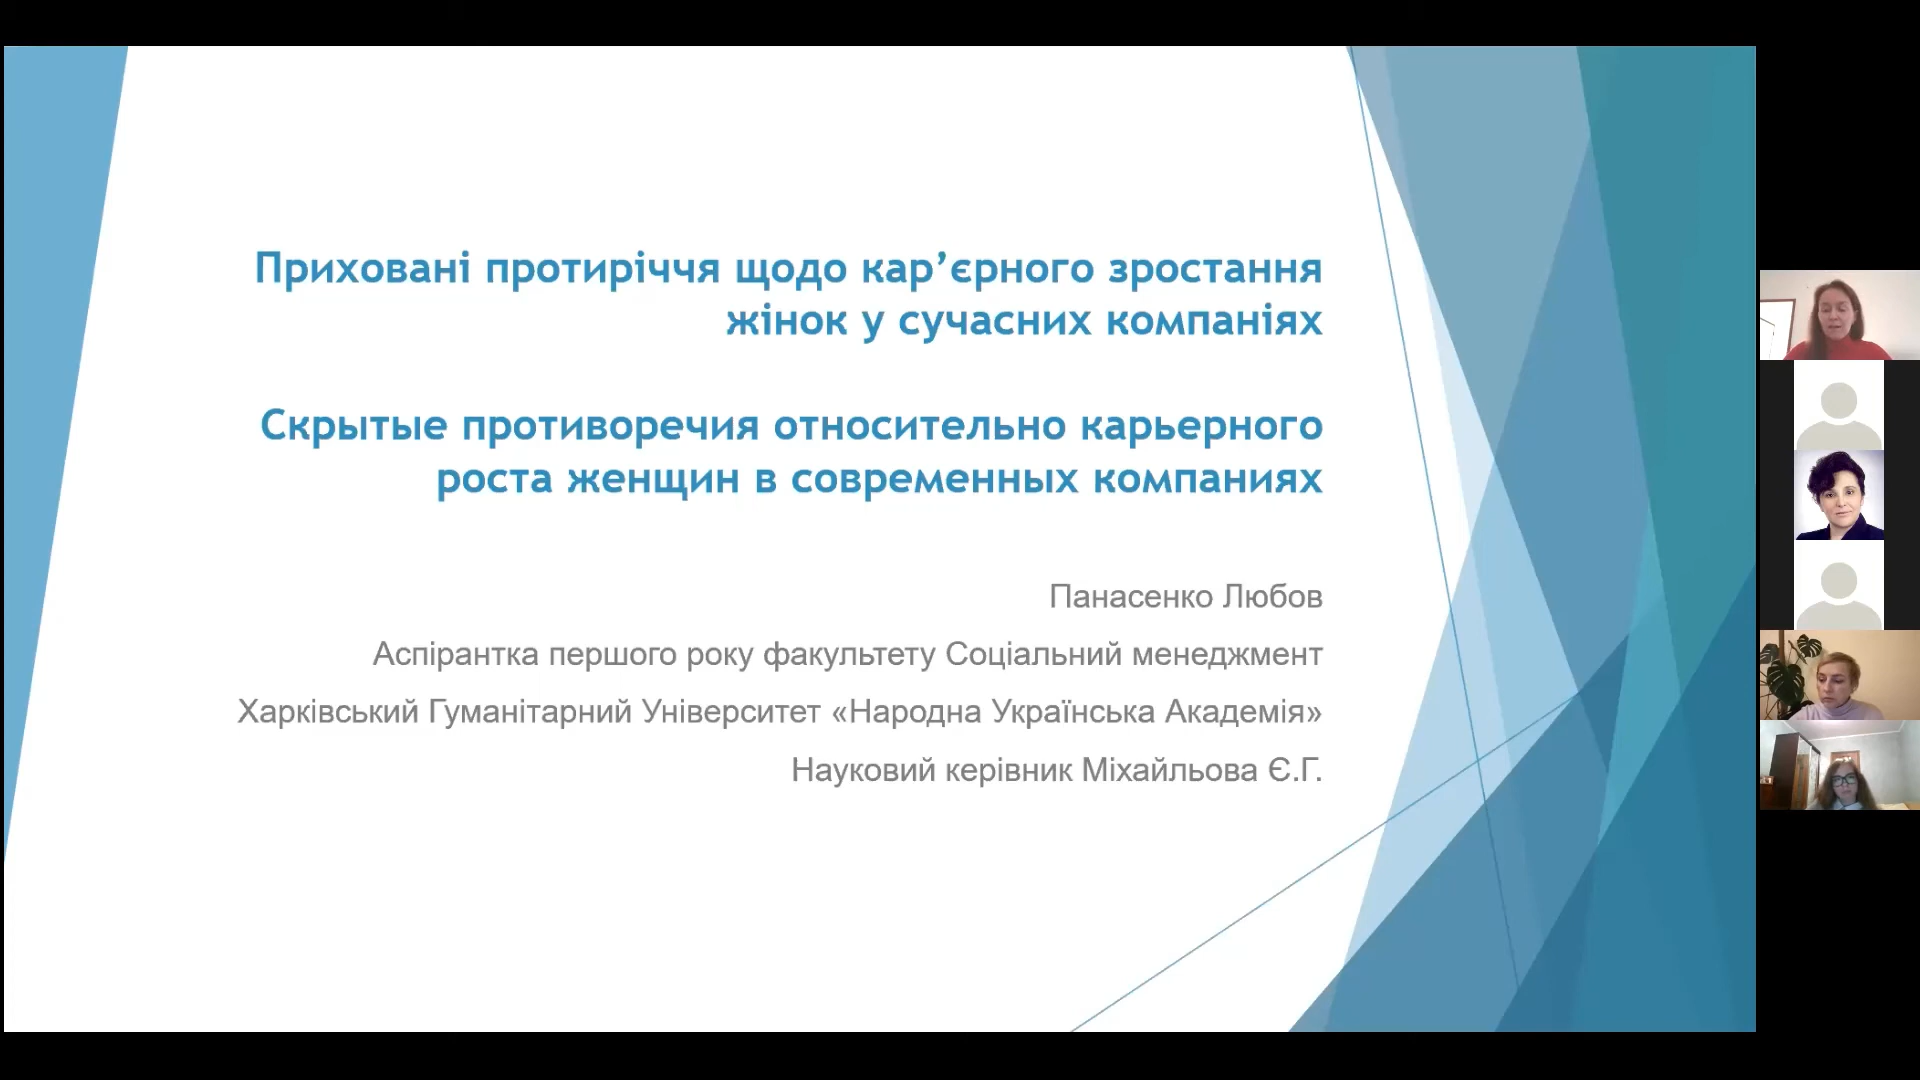 Приховані протиріччя щодо кар’єрного зростання
жінок у сучасних компаніях
Скрытые противоречия относительно карьерного
роста женщин в современных компаниях
Панасенко Любов
Аспірантка першого року факультету Соціальний менеджмент
Харківський Гуманітарний Університет «Народна Українська Академія»
Науковий керівник Міхайльова Є.Г.